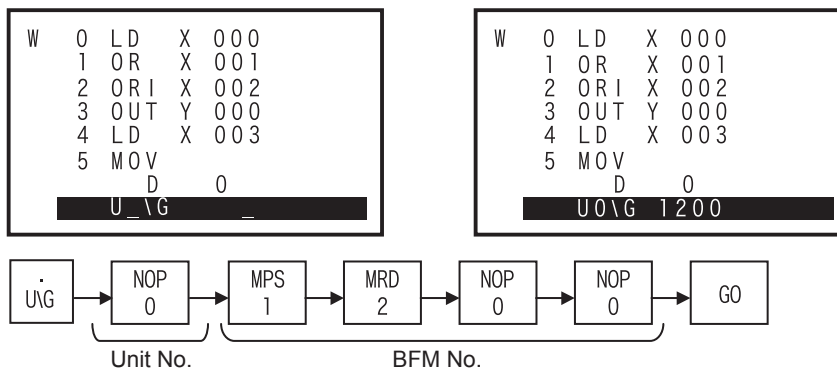 W 0 LD X 000
1 OR X 001
2 ORI X 002
3 OUT Y 000
4 LD X 003
5 MOV
D 0
U_\G _
W 0 LD X 000
1 OR X 001
2 ORI X 002
3 OUT Y 000
4 LD X 003
5 MOV
D 0
U0\G 1200
. U\G NOP 0 MPS 1 MRD 2 NOP 0 NOP 0 GO
Unit No. BFM No.